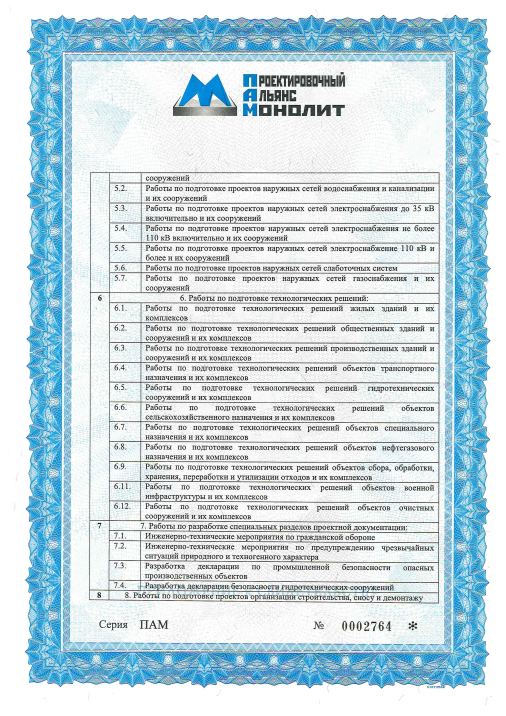 ПРОЕКТИРОВОЧНЫЙ
АЛЬЯНС
МОНОЛИТ
сооружений
5.2. Работы по подготовке проектов наружных сетей водоснабжения и канализации
и их сооружений
5.3. Работы по подготовке проектов наружных сетей электроснабжения до 35 кВ
включительно и их сооружений
5.4. Работы по подготовке проектов наружных сетей электроснабжения не более
110 кВ включительно и их сооружений
5.5. Работы по подготовке проектов наружных сетей электроснабжение 110 кВ и
более и их сооружений
5.6. Работы по подготовке проектов наружных сетей слаботочных систем
5.7. Работы по подготовке проектов наружных сетей газоснабжения и их
сооружений
6 6. Работы по подготовке технологических решений:
6.1. Работы по подготовке технологических решений жилых зданий и их
комплексов
6.2. Работы по подготовке технологических решений общественных зданий и
сооружений и их комплексов
6.3. Работы по подготовке технологических решений производственных зданий и
сооружений и их комплексов
6.4. Работы по подготовке технологических решений объектов транспортного
назначения и их комплексов
6.5. Работы по подготовке технологических решений гидротехнических
сооружений и их комплексов
6.6. Работы по подготовке технологических решений объектов
сельскохозяйственного назначения и их комплексов
6.7. Работы по подготовке технологических решений объектов специального
назначения и их комплексов
6.8. Работы по подготовке технологических решений объектов нефтегазового
назначения и их комплексов
6.9. Работы по подготовке технологических решений объектов сбора, обработки,
хранения, переработки и утилизации отходов и их комплексов
6.11. Работы по подготовке технологических решений объектов военной
инфраструктуры и их комплексов
6.12. Работы по подготовке технологических решений объектов очистных
сооружений и их комплексов
7 7. Работы по разработке специальных разделов проектной документации:
7.1. Инженерно-технические мероприятия по гражданской обороне
7.2. Инженерно-технические мероприятия по предупреждению чрезвычайных
ситуаций природного и техногенного характера
7.3. Разработка декларации по промышленной безопасности опасных
производственных объектов
7.4. Разработка декларации безопасности гидротехнических сооружений
8 8. Работы по подготовке проектов организации строительства, сносу и демонтажу
Серия ПАМ № 0002764 *